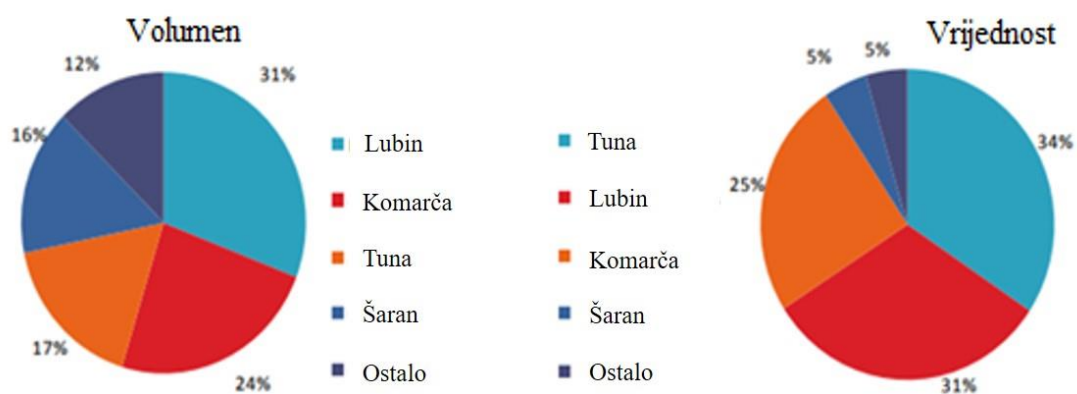 Volumen
12%
31%
16%
17%
24%
Lubin
Komarča
Tuna
Šaran
Ostalo
Vrijednost
5%
5%
34%
25%
31%
Tuna
Lubin
Komarča
Šaran
Ostalo